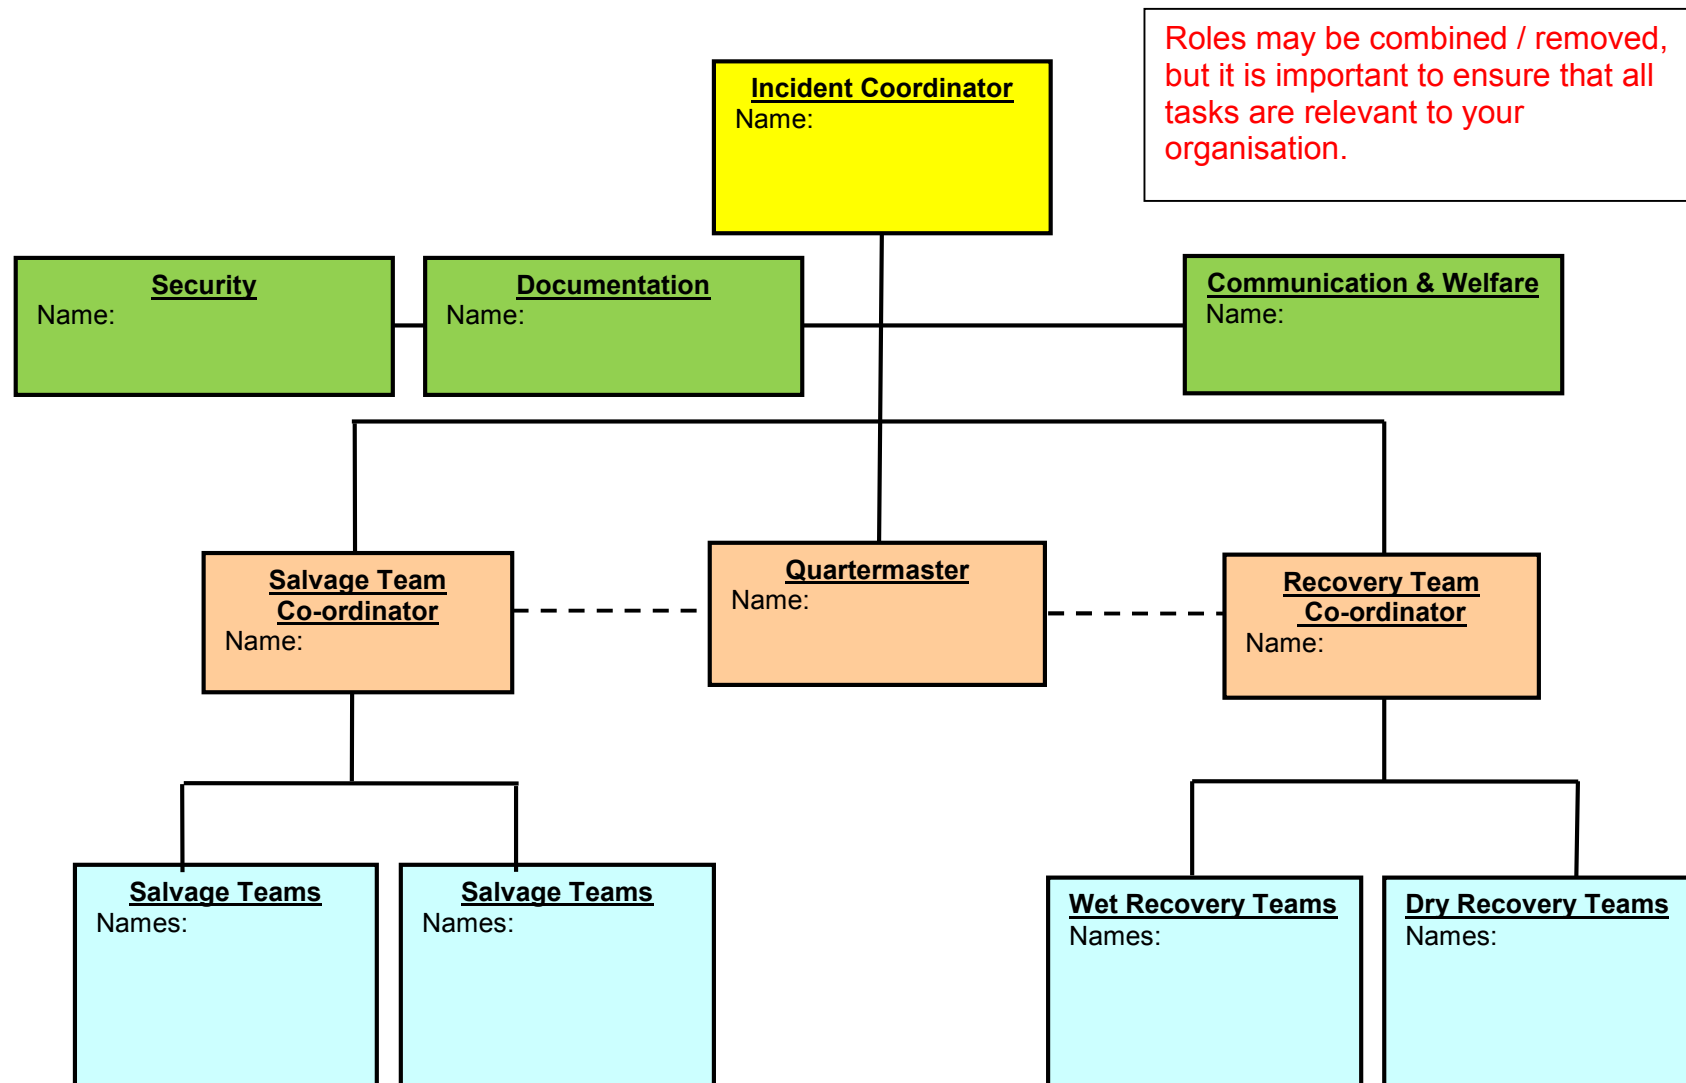 Roles may be combined / removed,
but it is important to ensure that all
tasks are relevant to your
organisation.
Incident Coordinator
Name:
Security
Name:
Documentation
Name:
Communication & Welfare
Name:
Salvage Team
Co-ordinator
Name:
Quartermaster
Name:
Recovery Team
Co-ordinator
Name:
Salvage Teams
Names:
Salvage Teams
Names:
Wet Recovery Teams
Names:
Dry Recovery Teams
Names: